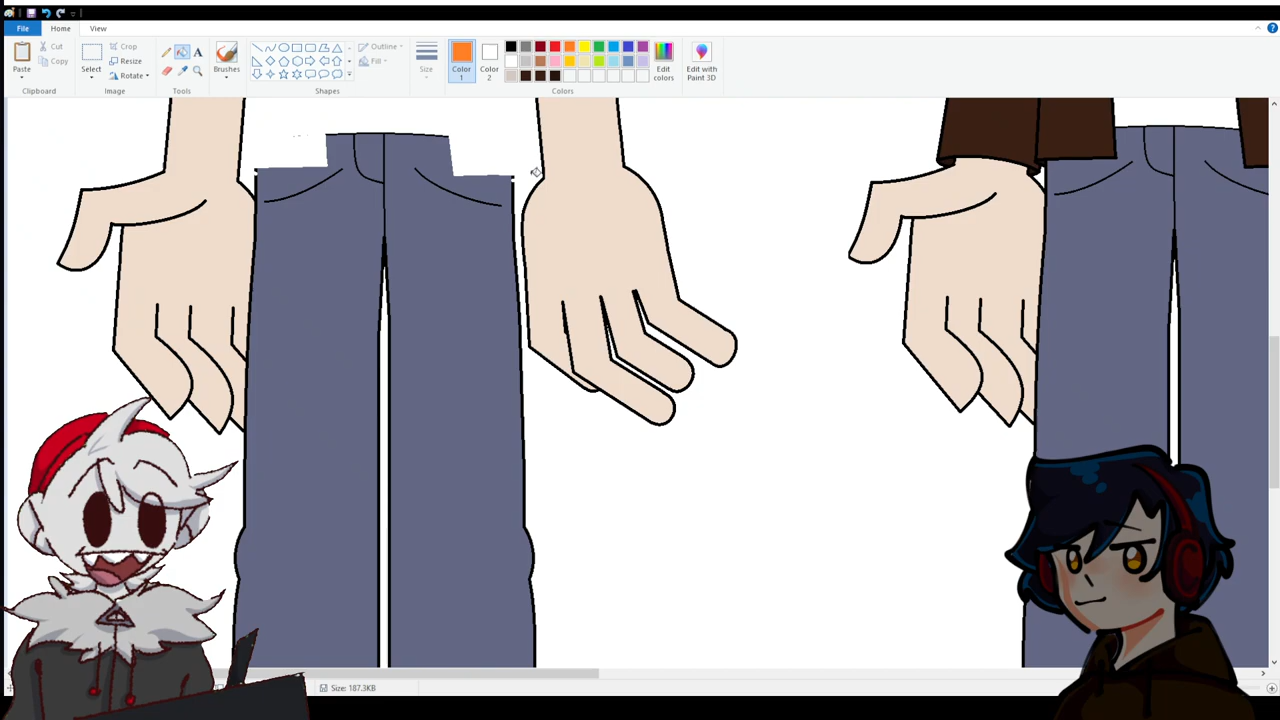 File Home View
Paste
Cut
Copy
Clipboard
Select
Crop
Resize
Rotate
Image
A
Tools
Brushes
Outline
Fill
Shapes
Size
Color
1
Color
2
Edit
colors
Edit with
Paint 3D
Colors
Size: 187.3KB